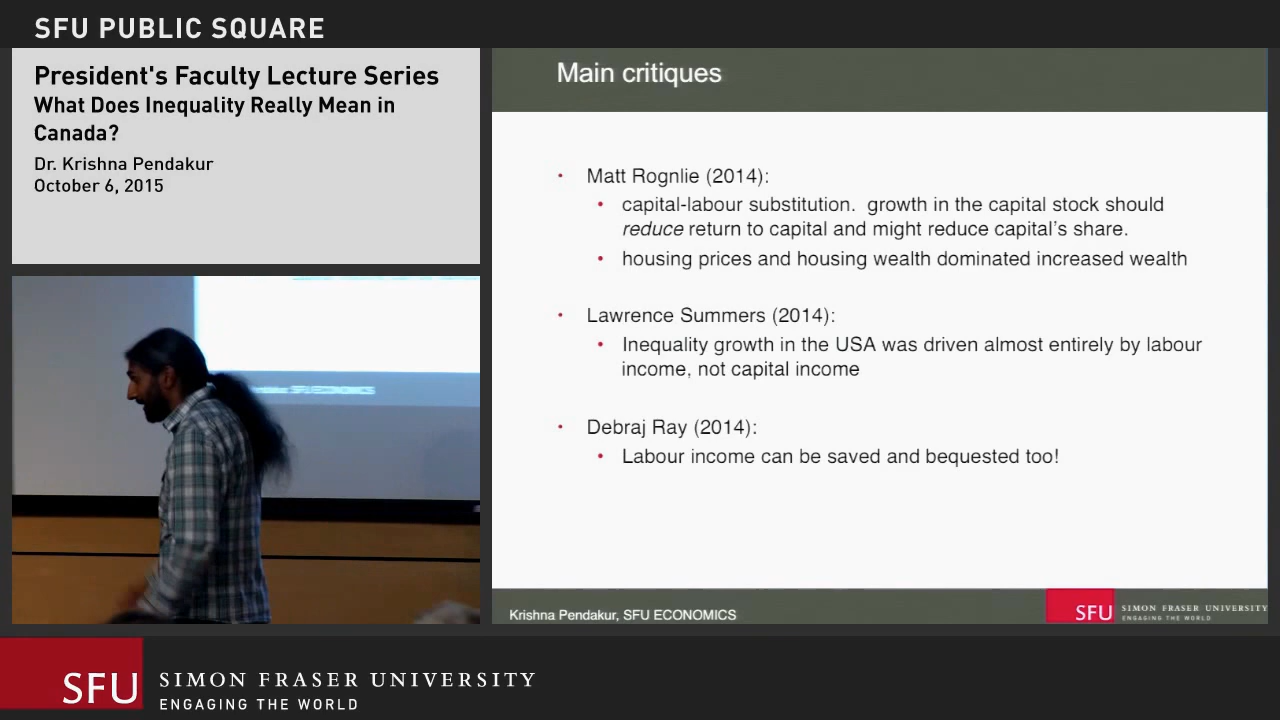 SFU PUBLIC SQUARE
President's Faculty Lecture Series
What Does Inequality Really Mean in
Canada?
Dr. Krishna Pendakur
October 6, 2015
Main critiques
• Matt Rognlie (2014):
• capital-labour substitution. growth in the capital stock should
reduce return to capital and might reduce capital's share.
• housing prices and housing wealth dominated increased wealth
• Lawrence Summers (2014):
• Inequality growth in the USA was driven almost entirely by labour
income, not capital income
• Debraj Ray (2014):
• Labour income can be saved and bequested too!
Krishna Pendakur, SFU ECONOMICS
SFU
SIMON FRASER UNIVERSITY
ENGAGING THE WORLD
SFU
SIMON FRASER UNIVERSITY
ENGAGING THE WORLD